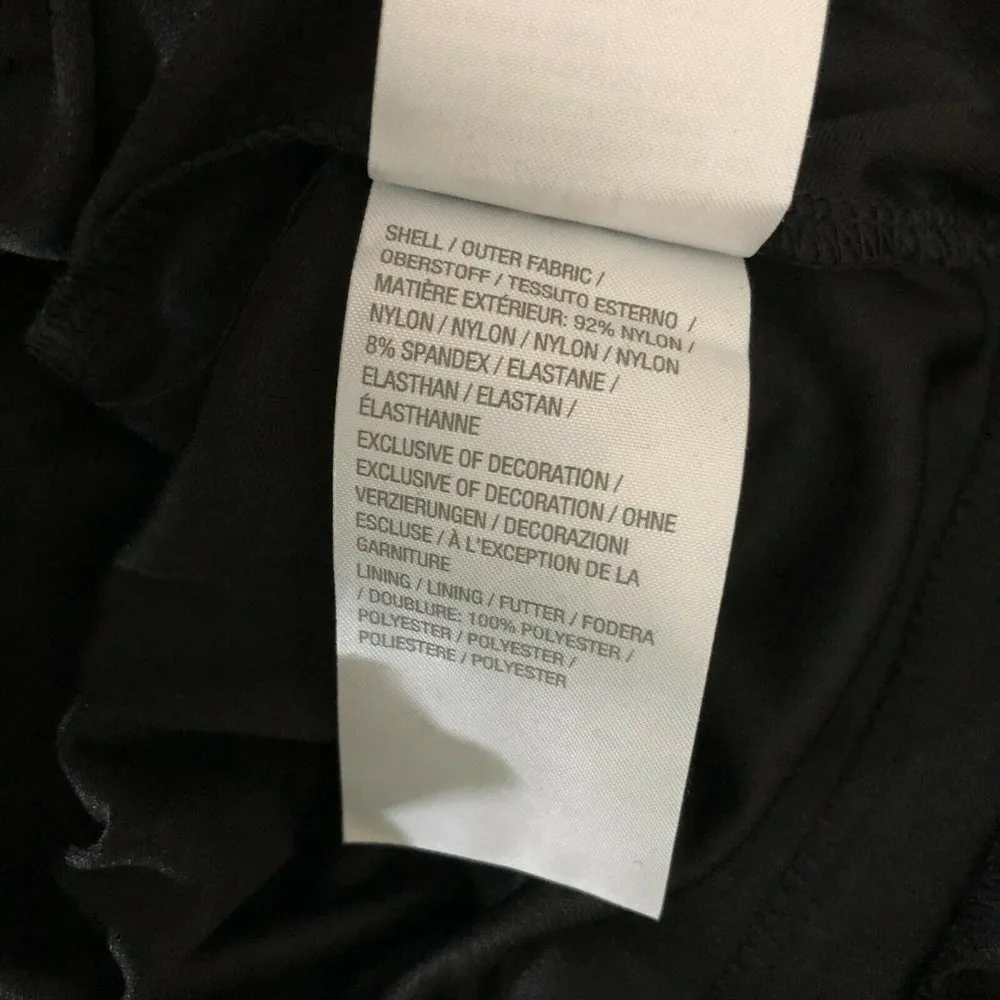 SHELL / OUTER FABRIC /
OBERSTOFF / TESSUTO ESTERNO /
MATIÈRE EXTÉRIEUR: 92% NYLON /
NYLON / NYLON / NYLON / NYLON
8% SPANDEX / ELASTANE /
ELASTHAN / ELASTAN /
ÉLASTHANNE
EXCLUSIVE OF DECORATION /
EXCLUSIVE OF DECORATION / OHNE
VERZIERUNGEN / DECORAZIONI
ESCLUSE / À L'EXCEPTION DE LA
GARNITURE
LINING / LINING / FUTTER / FODERA
/ DOUBLURE: 100% POLYESTER /
POLYESTER / POLYESTER /
POLIESTERE / POLYESTER